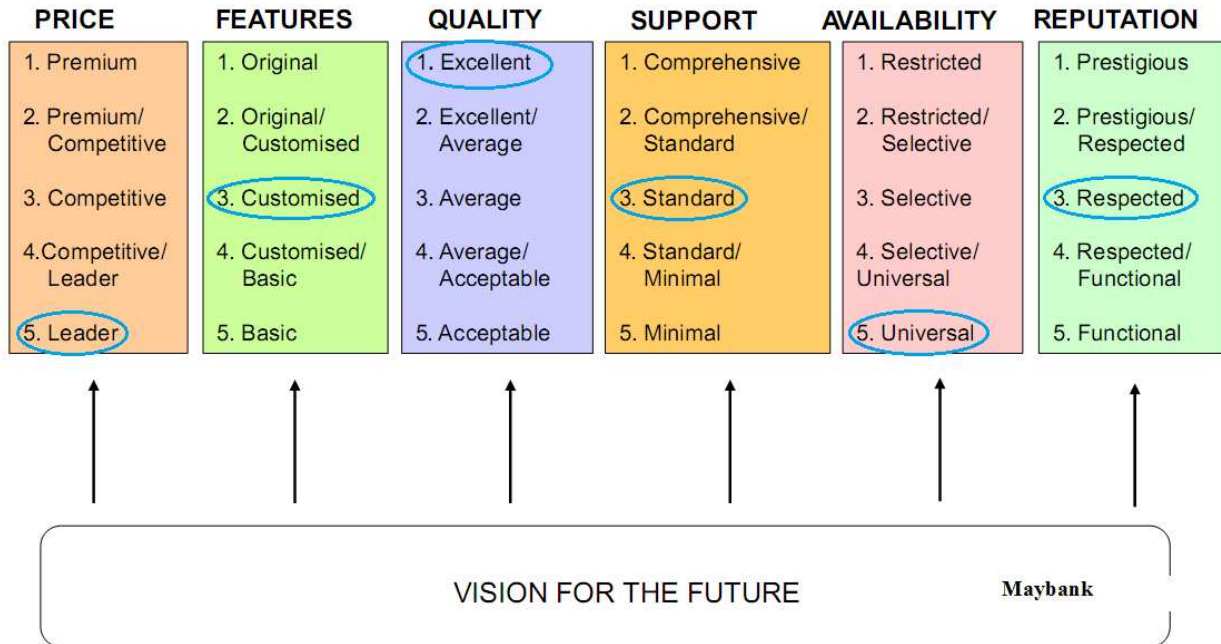 PRICE
1. Premium
2. Premium/
Competitive
3. Competitive
4.Competitive/
Leader
5. Leader
FEATURES
1. Original
2. Original/
Customised
3. Customised
4. Customised/
Basic
5. Basic
QUALITY
1. Excellent
2. Excellent/
Average
3. Average
4. Average/
Acceptable
5. Acceptable
SUPPORT
1. Comprehensive
2. Comprehensive/
Standard
3. Standard
4. Standard/
Minimal
5. Minimal
AVAILABILITY
1. Restricted
2. Restricted/
Selective
3. Selective
4. Selective/
Universal
5. Universal
REPUTATION
1. Prestigious
2. Prestigious/
Respected
3. Respected
4. Respected/
Functional
5. Functional
VISION FOR THE FUTURE
Maybank